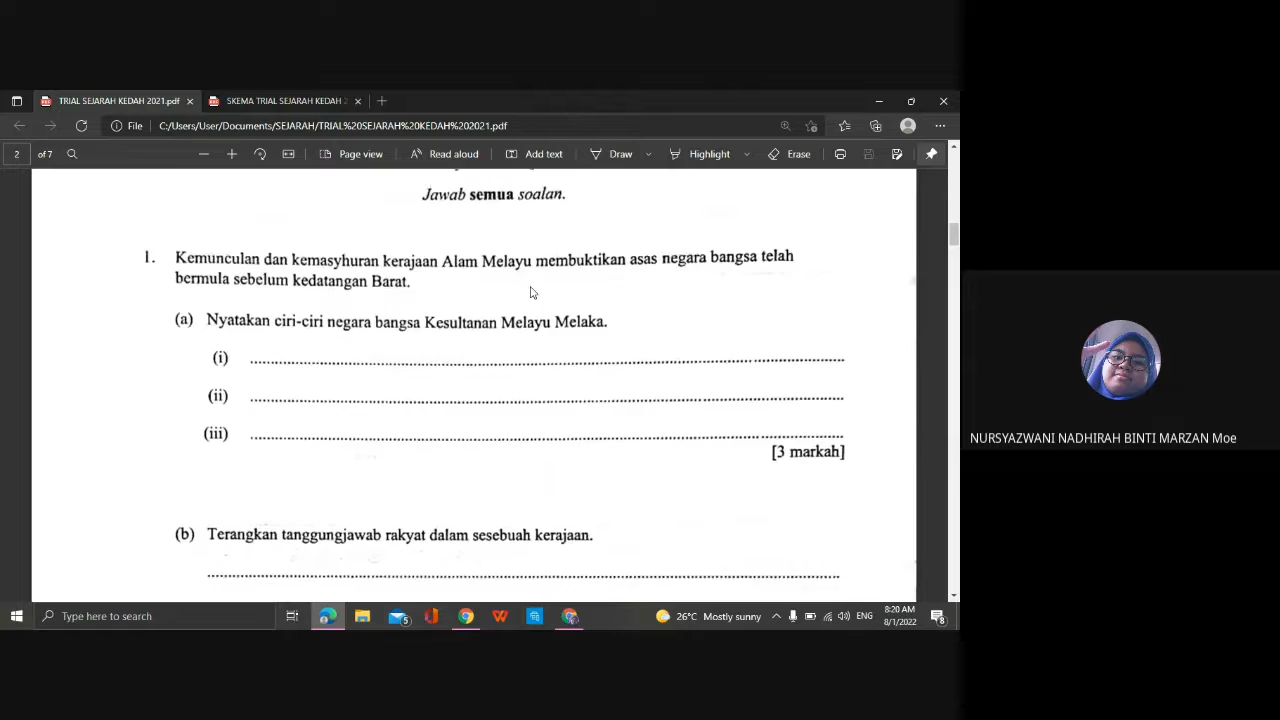 TRIAL SEJARAH KEDAH 2021.pdf
SKEMA TRIAL SEJARAH KEDAH 2
File
C:/Users/User/Documents/SEJARAH/TRIAL%20SEJARAH%20KEDAH%202021.pdf
2 of 7
Page view
Read aloud
Add text
Draw
Highlight
Erase
Jawab semua soalan.
1. Kemunculan dan kemasyhuran kerajaan Alam Melayu membuktikan asas negara bangsa telah
bermula sebelum kedatangan Barat.
(a) Nyatakan ciri-ciri negara bangsa Kesultanan Melayu Melaka.
(i) ....................................................
(ii) ....................................................
(iii) ....................................................
[3 markah]
(b) Terangkan tanggungjawab rakyat dalam sesebuah kerajaan.
....................................................
NURSYAZWANI NADHIRAH BINTI MARZAN Moe
Type here to search
5
26°C Mostly sunny
ENG
8:20 AM
8/1/2022
8